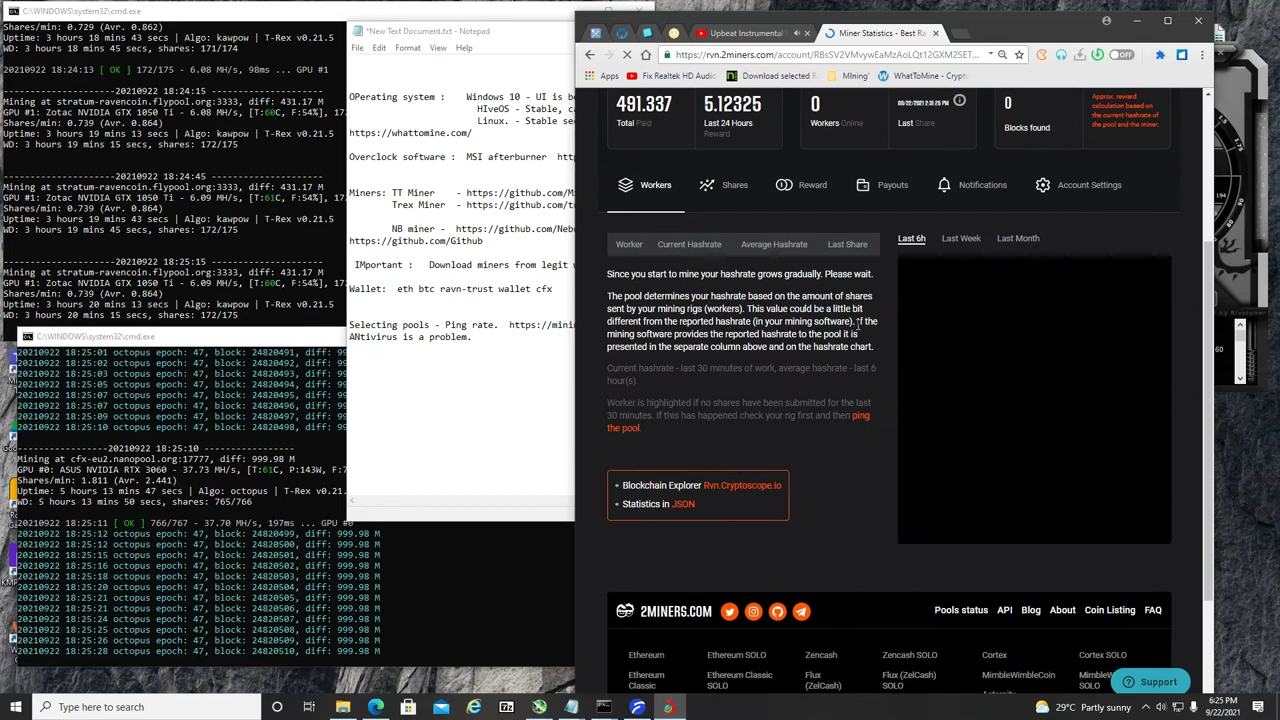 C:\WINDOWS\system32\cmd.exe
Shares/min: 0.729 (Avr. 0.862)
Uptime: 3 hours 18 mins 43 secs | Algo: kawpow | T-Rex v0.21.5
WD: 3 hours 18 mins 45 secs, shares: 171/174
20210922 18:24:13 [ OK ] 172/175 - 6.08 MH/s, 98ms ... GPU #1
-------------------20210922 18:24:15
Mining at stratum-ravencoin.flypool.org:3333, diff: 431.17 M
GPU #1: Zotac NVIDIA GTX 1050 Ti - 6.08 MH/s, [T:60C, F:54%]
Shares/min: 0.739 (Avr. 0.864)
Uptime: 3 hours 19 mins 13 secs | Algo: kawpow | T-Rex v0.21.5
WD: 3 hours 19 mins 15 secs, shares: 172/175
-------------------20210922 18:24:45
Mining at stratum-ravencoin.flypool.org:3333, diff: 431.17 M
GPU #1: Zotac NVIDIA GTX 1050 Ti - 6.09 MH/s, [T:61C, F:54%]
Shares/min: 0.739 (Avr. 0.864)
Uptime: 3 hours 19 mins 43 secs | Algo: kawpow | T-Rex v0.21.5
WD: 3 hours 19 mins 45 secs, shares: 172/175
-------------------20210922 18:25:15
Mining at stratum-ravencoin.flypool.org:3333, diff: 431.17 M
GPU #1: Zotac NVIDIA GTX 1050 Ti - 6.09 MH/s, [T:60C, F:54%]
Shares/min: 0.739 (Avr. 0.864)
Uptime: 3 hours 20 mins 13 secs | Algo: kawpow | T-Rex v0.21.5
WD: 3 hours 20 mins 15 secs, shares: 172/175
C:\WINDOWS\system32\cmd.exe
20210922 18:25:01 octopus epoch: 47, block: 24820491, diff: 999
20210922 18:25:02 octopus epoch: 47, block: 24820492, diff: 999
20210922 18:25:03 octopus epoch: 47, block: 24820493, diff: 999
20210922 18:25:05 octopus epoch: 47, block: 24820494, diff: 999
20210922 18:25:07 octopus epoch: 47, block: 24820495, diff: 999
20210922 18:25:07 octopus epoch: 47, block: 24820496, diff: 999
20210922 18:25:09 octopus epoch: 47, block: 24820497, diff: 999
20210922 18:25:10 octopus epoch: 47, block: 24820498, diff: 999
-------------------20210922 18:25:10
Mining at cfx-eu2.nanopool.org:17777, diff: 999.98 M
GPU #0: ASUS NVIDIA RTX 3060 - 37.73 MH/s, [T:61C, P:143W, F:7
Shares/min: 1.811 (Avr. 2.441)
Uptime: 5 hours 13 mins 47 secs | Algo: octopus | T-Rex v0.21.
WD: 5 hours 13 mins 50 secs, shares: 765/766
20210922 18:25:11 [ OK ] 766/767 - 37.70 MH/s, 197ms ... GPU #0
20210922 18:25:12 octopus epoch: 47, block: 24820499, diff: 999.98 M
20210922 18:25:12 octopus epoch: 47, block: 24820500, diff: 999.98 M
20210922 18:25:15 octopus epoch: 47, block: 24820501, diff: 999.98 M
20210922 18:25:16 octopus epoch: 47, block: 24820502, diff: 999.98 M
20210922 18:25:18 octopus epoch: 47, block: 24820503, diff: 999.98 M
20210922 18:25:20 octopus epoch: 47, block: 24820504, diff: 999.98 M
20210922 18:25:21 octopus epoch: 47, block: 24820505, diff: 999.98 M
20210922 18:25:21 octopus epoch: 47, block: 24820506, diff: 999.98 M
20210922 18:25:24 octopus epoch: 47, block: 24820507, diff: 999.98 M
20210922 18:25:25 octopus epoch: 47, block: 24820508, diff: 999.98 M
20210922 18:25:26 octopus epoch: 47, block: 24820509, diff: 999.98 M
20210922 18:25:28 octopus epoch: 47, block: 24820510, diff: 999.98 M
*New Text Document.txt - Notepad
File Edit Format View Help
OPerating system : Windows 10 - UI is b
HIveOS - Stable, ca
Linux. - Stable se
https://whattomine.com/
Overclock software : MSI afterburner htt
Miners: TT Miner - https://github.com/Mi
Trex Miner - https://github.com/tr
NB miner - https://github.com/Neb
https://github.com/Github
IMportant : Download miners from legit w
Wallet: eth btc ravn-trust wallet cfx
Selecting pools - Ping rate. https://mini
ANtivirus is a problem.
Upbeat Instrumental
Miner Statistics - Best Ra
https://rvn.2miners.com/account/RBsSV2VMvywEaMzAoLQt12GXM2SET...
OFF
Apps Fix Realtek HD Audi Download selected R MIning' WhatToMine - Crypto
491.337
Total Paid
5.12325
Last 24 Hours
Reward
0
Workers Online
09/22/2021 2:31:25 PM
Last Share
0
Blocks found
Approx. reward
calculation based on
the current hashrate of
the pool and the miner.
Workers Shares Reward Payouts Notifications Account Settings
Worker Current Hashrate Average Hashrate Last Share
Last 6h Last Week Last Month
Since you start to mine your hashrate grows gradually. Please wait.
The pool determines your hashrate based on the amount of shares
sent by your mining rigs (workers). This value could be a little bit
different from the reported hashrate (in your mining software). If the
mining software provides the reported hashrate to the pool it is
presented in the separate column above and on the hashrate chart.
Current hashrate - last 30 minutes of work, average hashrate - last 6
hour(s).
Worker is highlighted if no shares have been submitted for the last
30 minutes. If this has happened check your rig first and then ping
the pool.
Blockchain Explorer Rvn.Cryptoscope.io
Statistics in JSON
2MINERS.COM
Pools status API Blog About Coin Listing FAQ
Ethereum Ethereum SOLO Zencash Zencash SOLO Cortex Cortex SOLO
Ethereum Classic
Ethereum Classic SOLO
Flux (ZelCash)
Flux (ZelCash) SOLO
MimbleWimbleCoin
Support
Type here to search
29°C Partly sunny
6:25 PM
9/22/2021